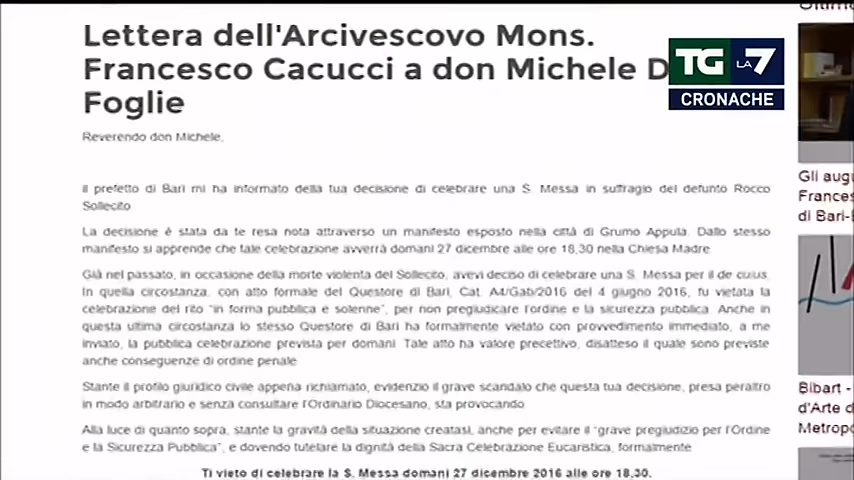 Lettera dell'Arcivescovo Mons.
Francesco Cacucci a don Michele D
Foglie
Reverendo don Michele,
il prefetto di Bari mi ha informato della tua decisione di celebrare una S. Messa in suffragio del defunto Rocco
Sollecito
La decisione è stata da te resa nota attraverso un manifesto esposto nella città di Grumo Appula. Dallo stesso
manifesto si apprende che tale celebrazione avverrà domani 27 dicembre alle ore 18,30 nella Chiesa Madre
Già nel passato, in occasione della morte violenta del Sollecito, avevi deciso di celebrare una S. Messa per il de cuius.
In quella circostanza, con atto formale del Questore di Bari, Cat. A4/Gab/2016 del 4 giugno 2016, fu vietata la
celebrazione del rito "in forma pubblica e solenne", per non pregiudicare l'ordine e la sicurezza pubblica. Anche in
questa ultima circostanza lo stesso Questore di Bari ha formalmente vietato con provvedimento immediato, a me
inviato, la pubblica celebrazione prevista per domani. Tale atto ha valore precettivo, disatteso il quale sono previste
anche conseguenze di ordine penale
Stante il profilo giuridico civile appena richiamato, evidenzio il grave scandalo che questa tua decisione, presa peraltro
in modo arbitrario e senza consultare l'Ordinario Diocesano, sta provocando
Alla luce di quanto sopra, stante la gravità della situazione creatasi, anche per evitare il "grave pregiudizio per l'Ordine
e la Sicurezza Pubblica", e dovendo tutelare la dignità della Sacra Celebrazione Eucaristica, formalmente
Ti vieto di celebrare la S. Messa domani 27 dicembre 2016 alle ore 18,30.
TG LA7
CRONACHE
Gli augu
Frances
di Bari-B
Bibart -
d'Arte d
Metropo